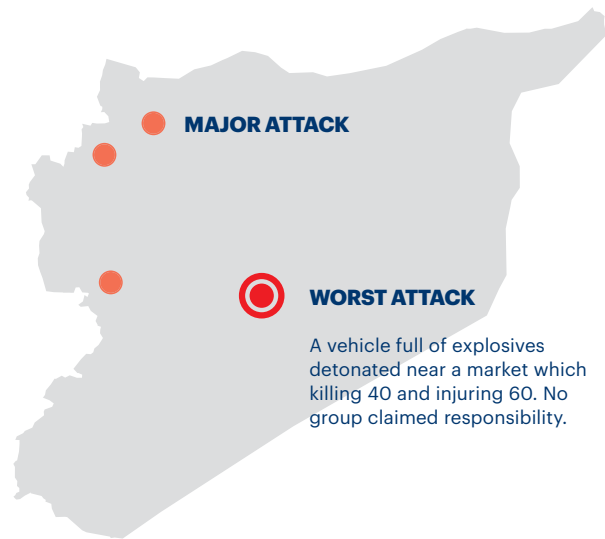 MAJOR ATTACK
WORST ATTACK
A vehicle full of explosives
detonated near a market which
killing 40 and injuring 60. No
group claimed responsibility.